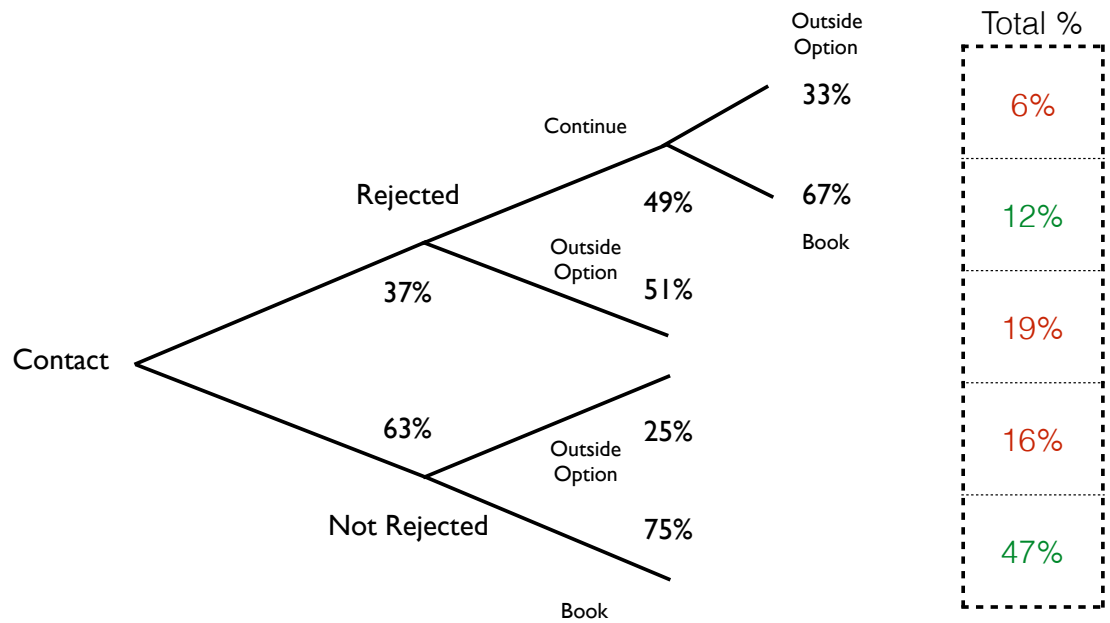 Outside
Option
Total %
33%
6%
Continue
Rejected
49%
67%
12%
Book
Outside
Option
37%
51%
19%
Contact
63%
25%
16%
Outside
Option
Not Rejected
75%
47%
Book